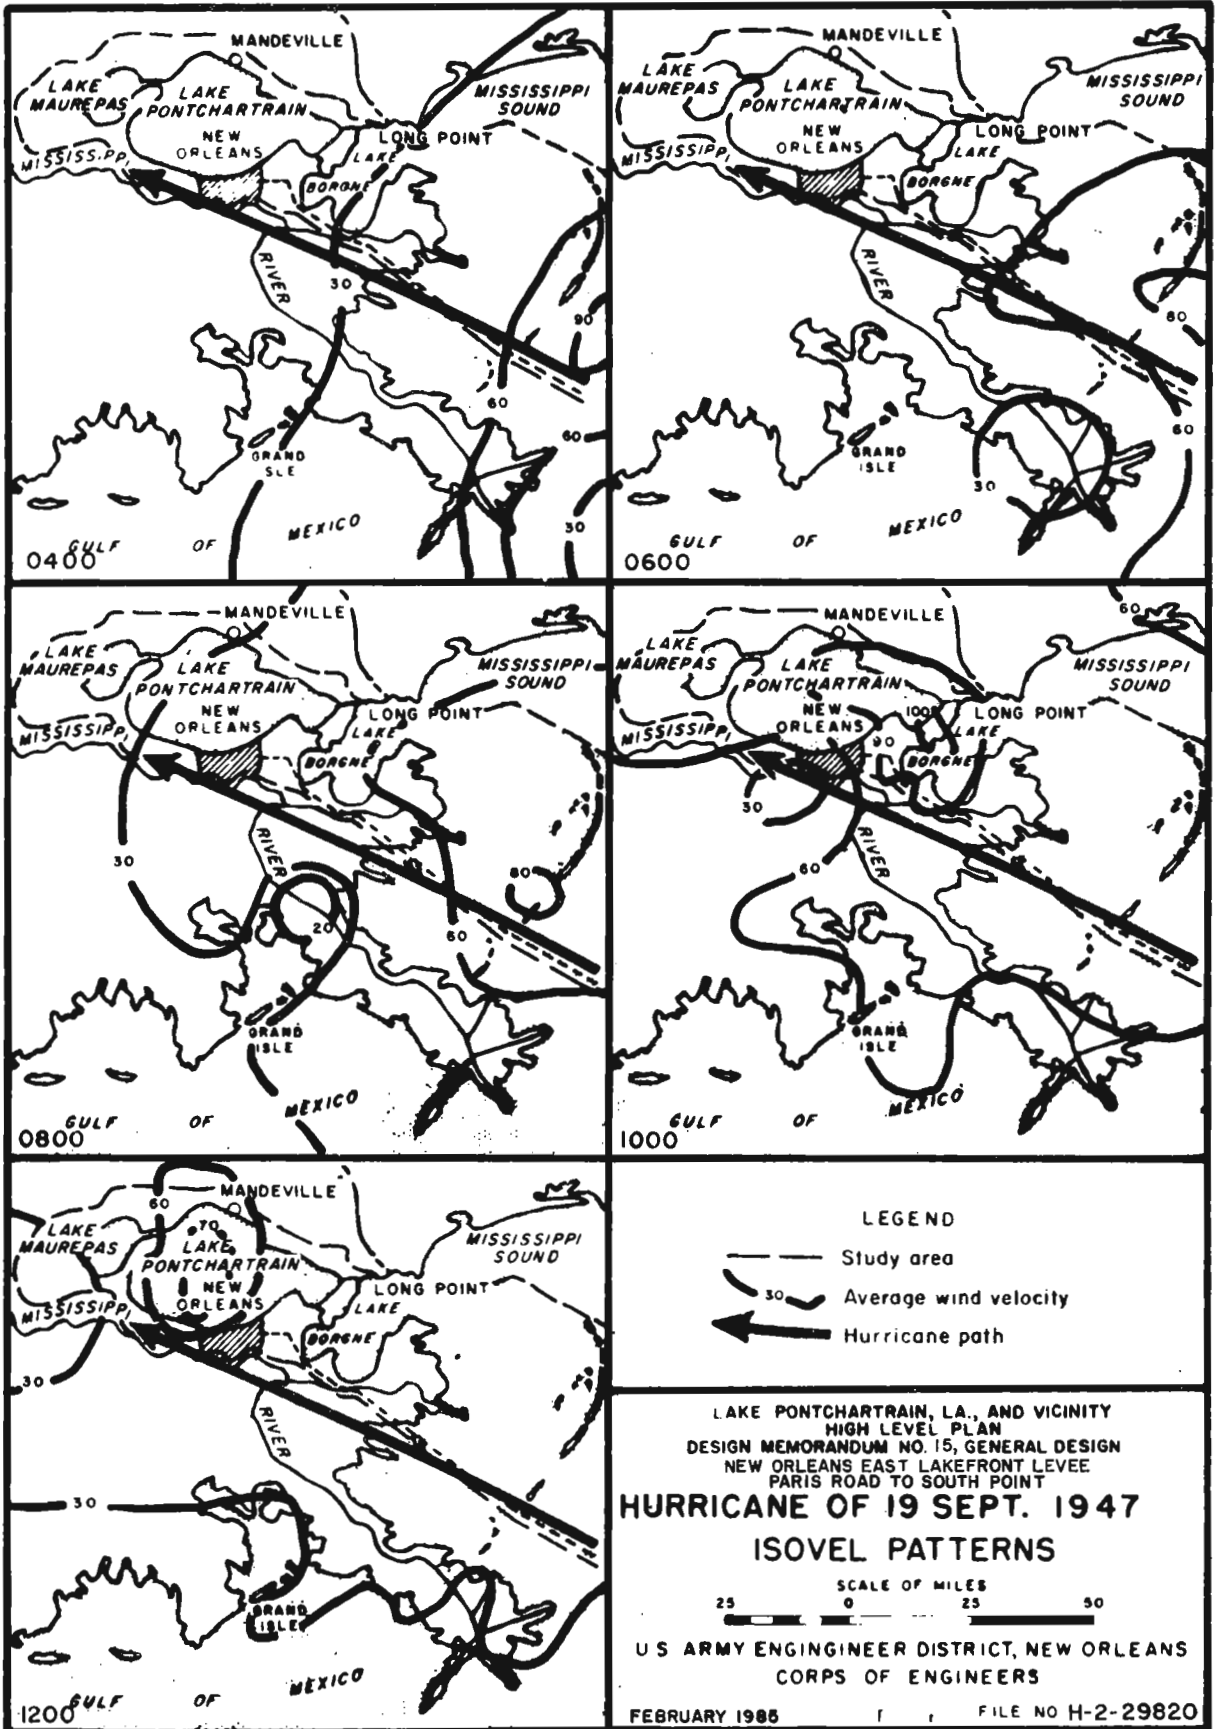 MANDEVILLE
LAKE
MAUREPAS
LAKE
PONTCHARTRAIN
MISSISSIPPI
SOUND
NEW
ORLEANS
LONG POINT
LAKE
BORGNE
MISSISSIPPI
RIVER
30
90
60
60
GRAND
ISLE
30
GULF OF MEXICO
0400
MANDEVILLE
LAKE
MAUREPAS
LAKE
PONTCHARTRAIN
MISSISSIPPI
SOUND
NEW
ORLEANS
LONG POINT
LAKE
BORGNE
MISSISSIPPI
RIVER
60
GRAND
ISLE
30
GULF OF MEXICO
0600
MANDEVILLE
LAKE
MAUREPAS
LAKE
PONTCHARTRAIN
MISSISSIPPI
SOUND
NEW
ORLEANS
LONG POINT
LAKE
BORGNE
MISSISSIPPI
RIVER
30
80
20
60
GRAND
ISLE
GULF OF MEXICO
0800
60
MANDEVILLE
LAKE
MAUREPAS
LAKE
PONTCHARTRAIN
MISSISSIPPI
SOUND
NEW
ORLEANS
100
LONG POINT
LAKE
90
BORGNE
MISSISSIPPI
30
RIVER
60
GRAND
ISLE
GULF OF MEXICO
1000
MANDEVILLE
60
70
LAKE
MAUREPAS
LAKE
PONTCHARTRAIN
MISSISSIPPI
SOUND
NEW
ORLEANS
LONG POINT
LAKE
BORGNE
MISSISSIPPI
30
RIVER
30
GRAND
ISLE
GULF OF MEXICO
1200
LEGEND
Study area
30 Average wind velocity
Hurricane path
LAKE PONTCHARTRAIN, LA., AND VICINITY
HIGH LEVEL PLAN
DESIGN MEMORANDUM NO. 15, GENERAL DESIGN
NEW ORLEANS EAST LAKEFRONT LEVEE
PARIS ROAD TO SOUTH POINT
HURRICANE OF 19 SEPT. 1947
ISOVEL PATTERNS
SCALE OF MILES
25 0 25 50
U S ARMY ENGINGINEER DISTRICT, NEW ORLEANS
CORPS OF ENGINEERS
FEBRUARY 1985 FILE NO H-2-29820